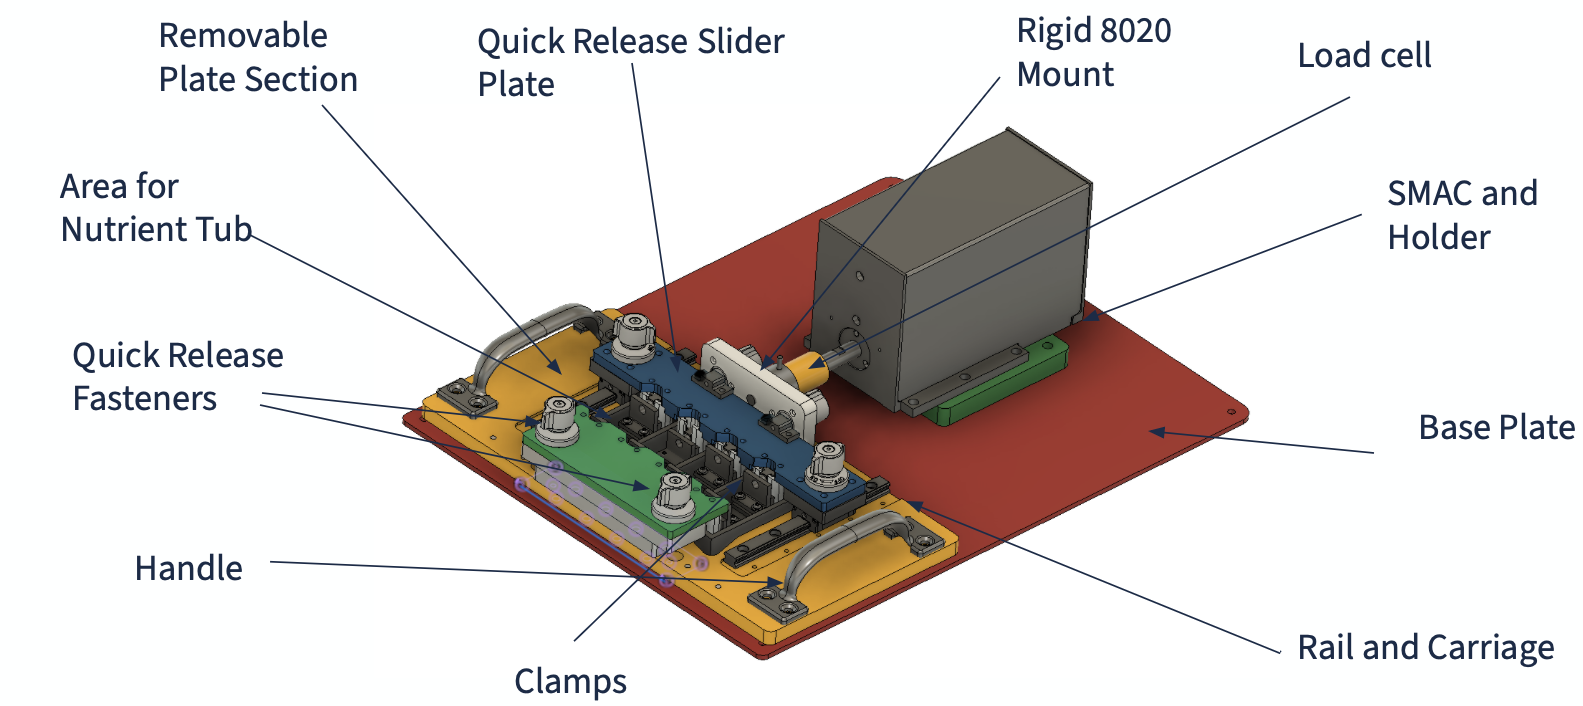 Removable
Plate Section
Quick Release Slider
Plate
Rigid 8020
Mount
Load cell
Area for
Nutrient Tub
SMAC and
Holder
Quick Release
Fasteners
Base Plate
Handle
Clamps
Rail and Carriage